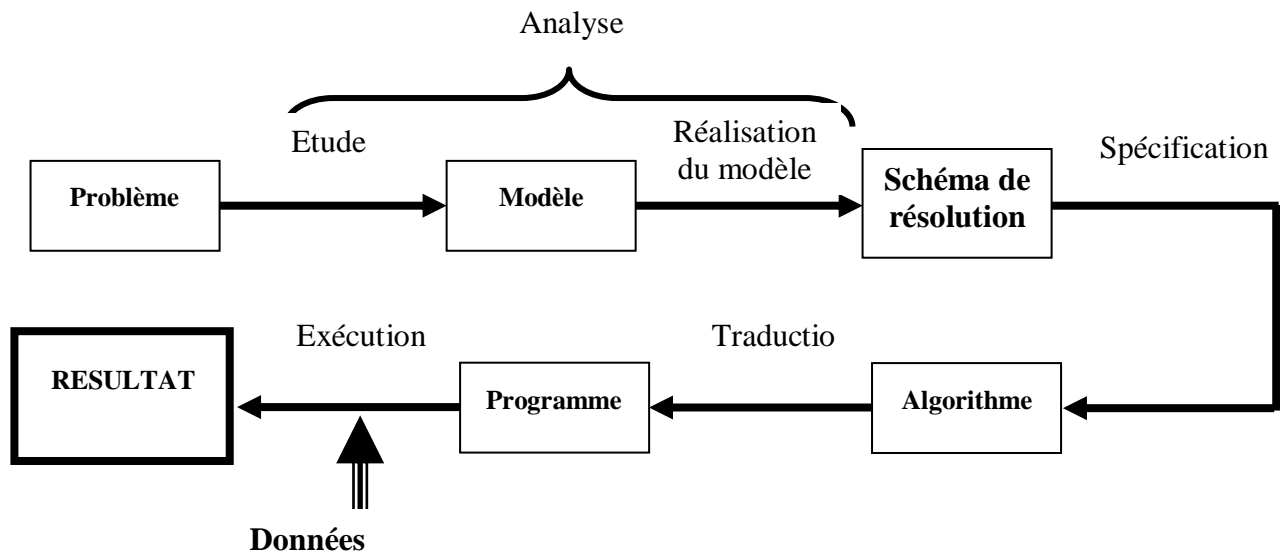 Analyse
Etude
Réalisation
du modèle
Spécification
Problème
Modèle
Schéma de
résolution
Exécution
Traductio
RESULTAT
Programme
Algorithme
Données